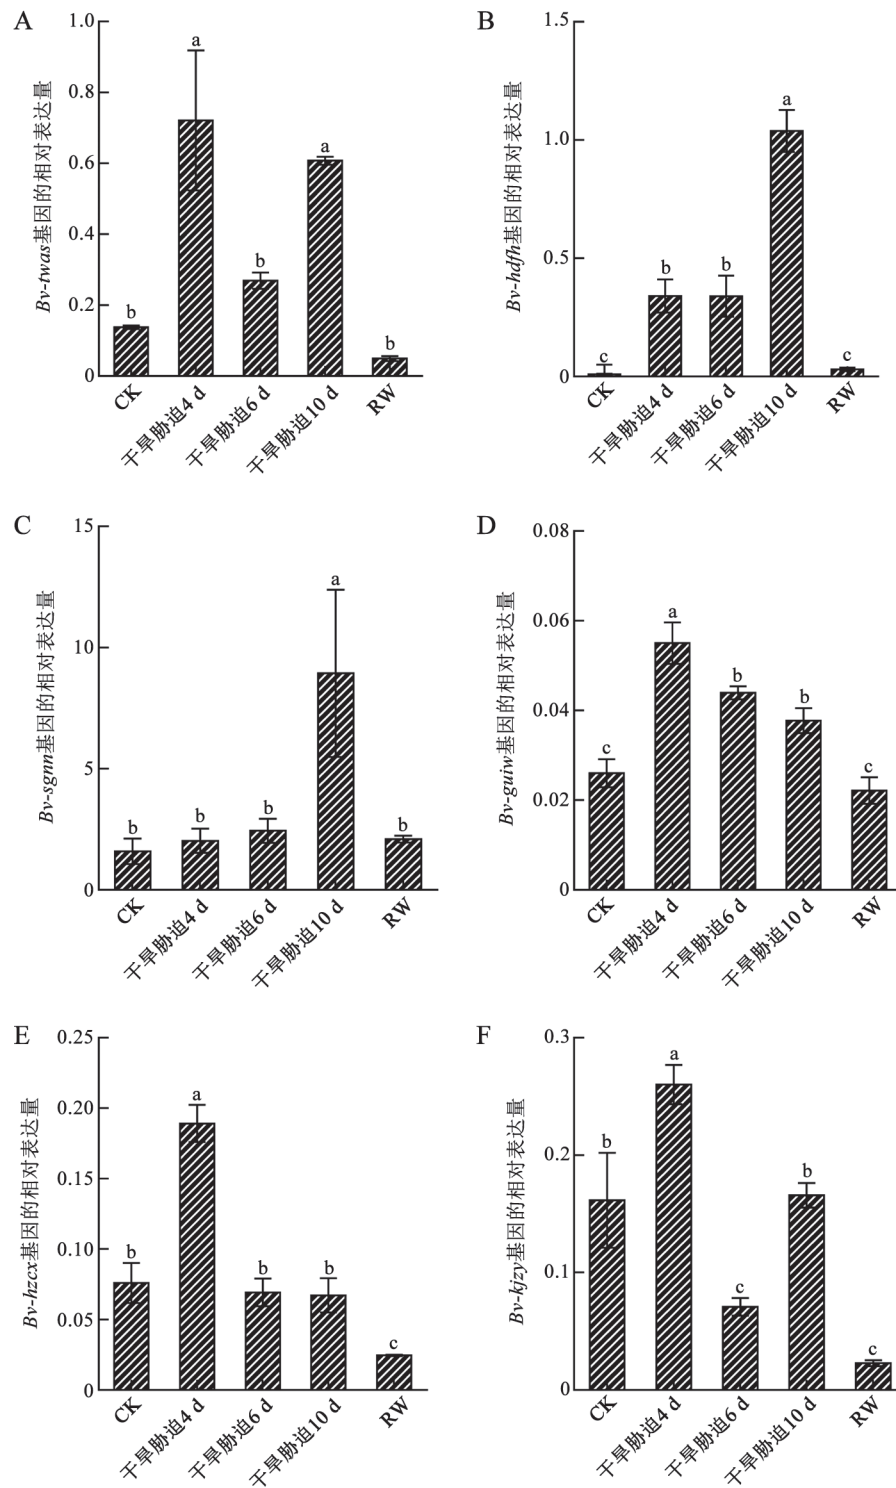 A
Bv-twas基因的相对表达量
1.0
0.8
0.6
0.4
0.2
0
b
a
b
a
b
CK
干旱胁迫4 d
干旱胁迫6 d
干旱胁迫10 d
RW
B
Bv-hdfh基因的相对表达量
1.5
1.0
0.5
0
c
b
b
a
c
CK
干旱胁迫4 d
干旱胁迫6 d
干旱胁迫10 d
RW
C
Bv-sgnn基因的相对表达量
15
10
5
0
b
b
b
a
b
CK
干旱胁迫4 d
干旱胁迫6 d
干旱胁迫10 d
RW
D
Bv-guiw基因的相对表达量
0.08
0.06
0.04
0.02
0
c
a
b
b
c
CK
干旱胁迫4 d
干旱胁迫6 d
干旱胁迫10 d
RW
E
Bv-hzcx基因的相对表达量
0.25
0.20
0.15
0.10
0.05
0
b
a
b
b
c
CK
干旱胁迫4 d
干旱胁迫6 d
干旱胁迫10 d
RW
F
Bv-kjzy基因的相对表达量
0.3
0.2
0.1
0
b
a
c
b
c
CK
干旱胁迫4 d
干旱胁迫6 d
干旱胁迫10 d
RW